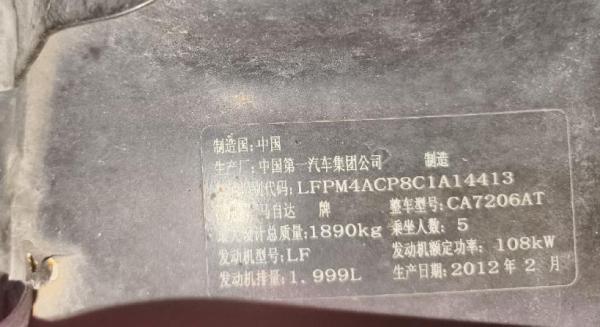 制造国:中国
生产厂:中国第一汽车集团公司 制造
代码:LFPM4ACP8C1A14413
马自达 牌 整车型号:CA7206AT
设计总质量:1890kg 乘坐人数:5
发动机型号:LF 发动机额定功率:108kW
发动机排量:1.999L 生产日期:2012年2月